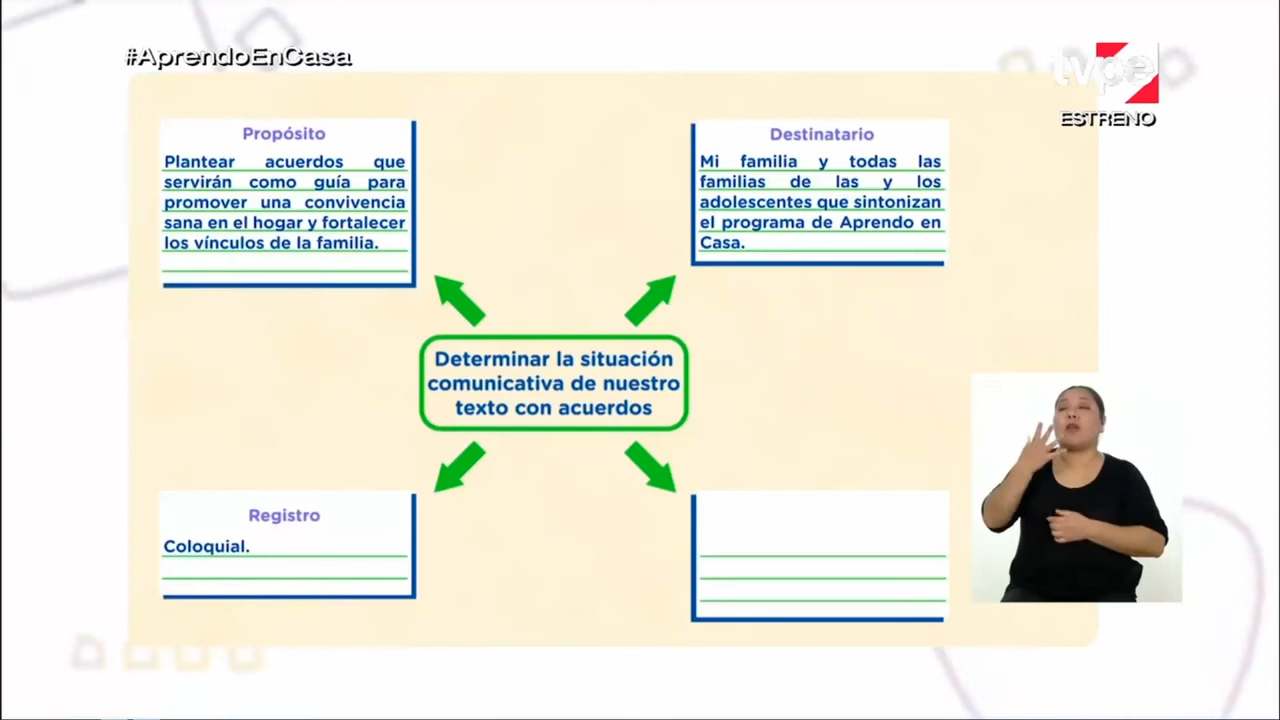 #AprendoEnCasa
tvpe
ESTRENO
Propósito
Plantear acuerdos que
servirán como guía para
promover una convivencia
sana en el hogar y fortalecer
los vínculos de la familia.
Destinatario
Mi familia y todas las
familias de las y los
adolescentes que sintonizan
el programa de Aprendo en
Casa.
Determinar la situación
comunicativa de nuestro
texto con acuerdos
Registro
Coloquial.